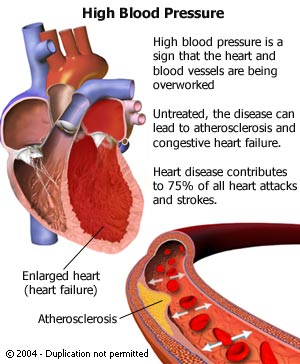 High Blood Pressure
High blood pressure is a
sign that the heart and
blood vessels are being
overworked
Untreated, the disease can
lead to atherosclerosis and
congestive heart failure.
Heart disease contributes
to 75% of all heart attacks
and strokes.
Enlarged heart
(heart failure)
Atherosclerosis
© 2004 - Duplication not permitted